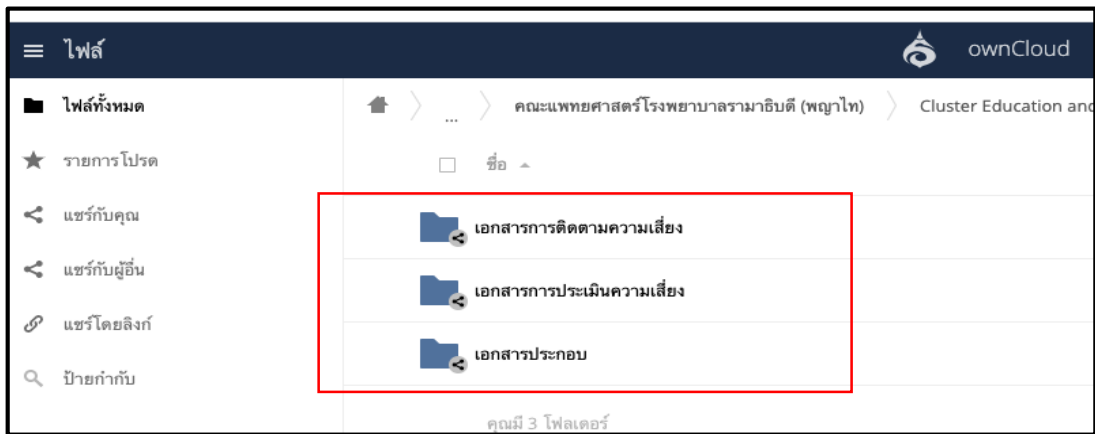 ไฟล์
ownCloud
ไฟล์ทั้งหมด
... คณะแพทยศาสตร์โรงพยาบาลรามาธิบดี (พญาไท) Cluster Education and
รายการโปรด
ชื่อ
แชร์กับคุณ
เอกสารการติดตามความเสี่ยง
แชร์กับผู้อื่น
เอกสารการประเมินความเสี่ยง
แชร์โดยลิงก์
เอกสารประกอบ
ป้ายกำกับ
คุณมี 3 โฟลเดอร์